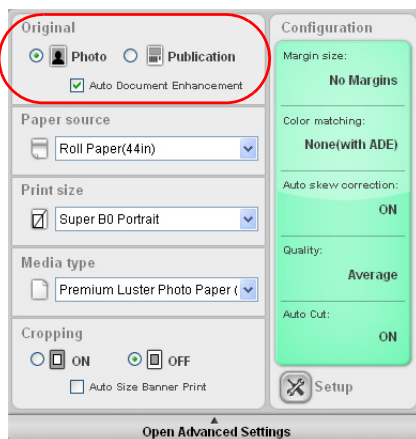 Original
Photo Publication
Auto Document Enhancement
Paper source
Roll Paper(44in)
Print size
Super B0 Portrait
Media type
Premium Luster Photo Paper (
Cropping
ON OFF
Auto Size Banner Print
Configuration
Margin size:
No Margins
Color matching:
None(with ADE)
Auto skew correction:
ON
Quality:
Average
Auto Cut:
ON
Setup
Open Advanced Settings